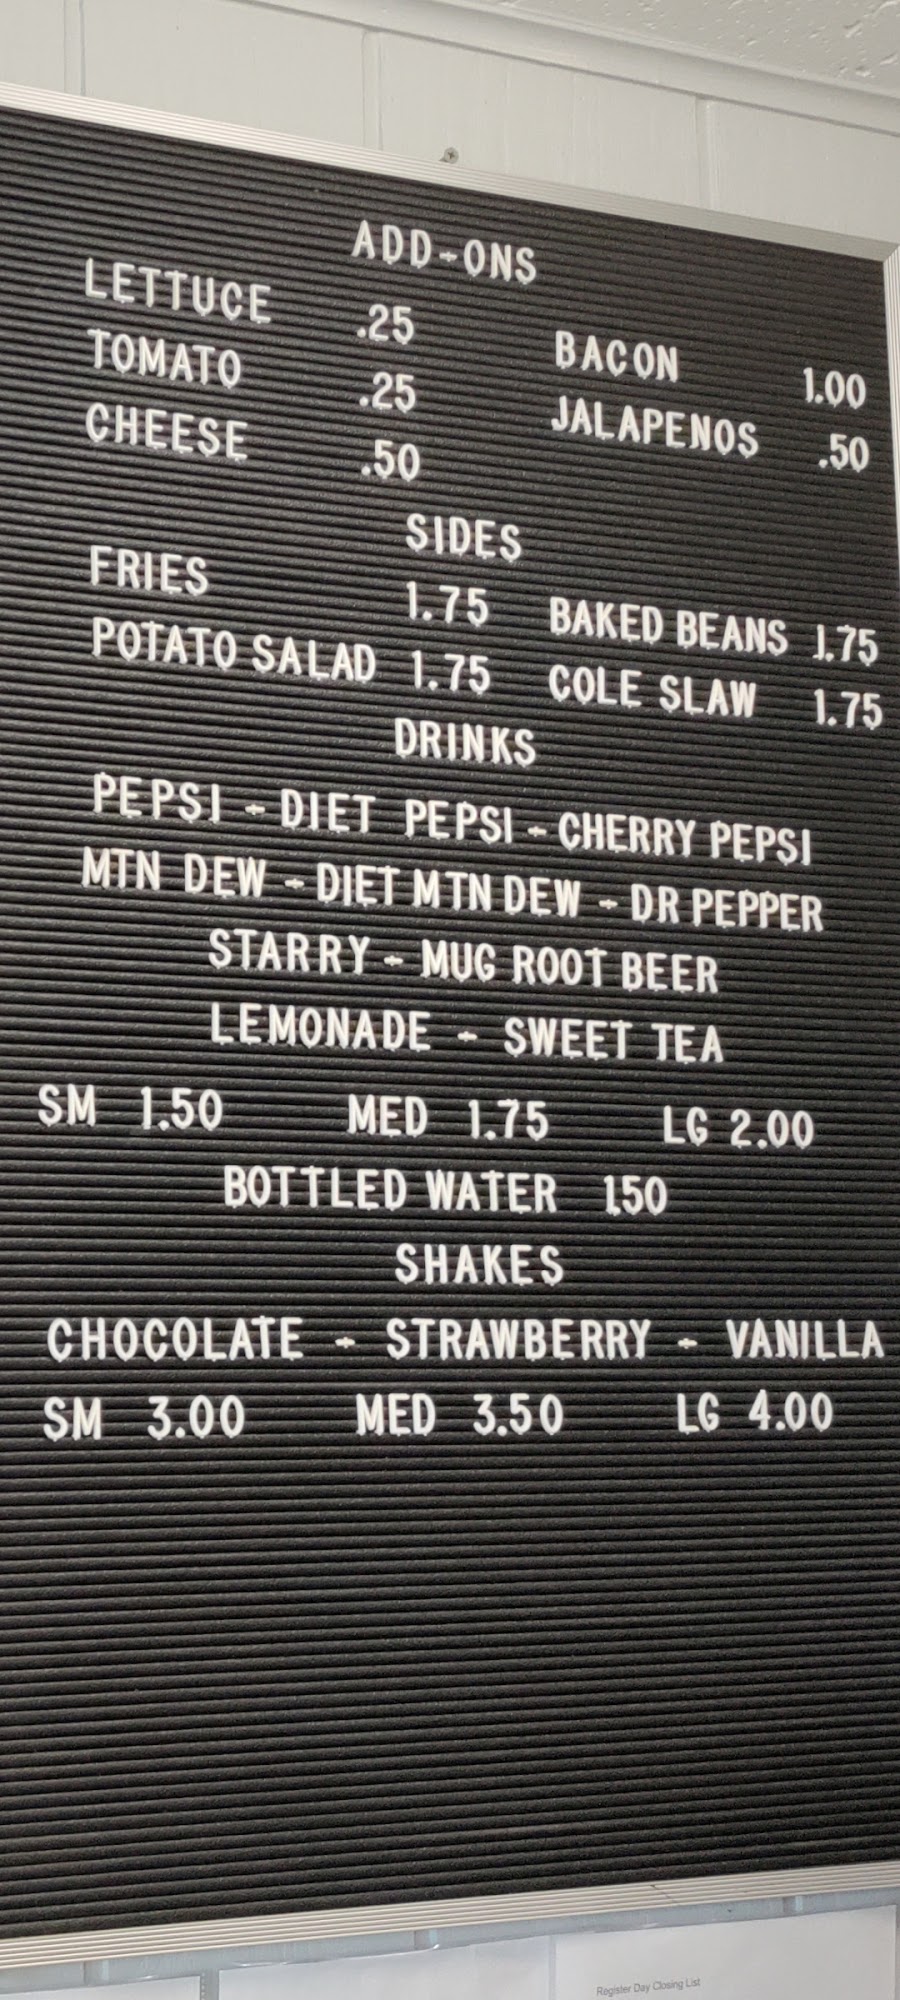 ADD-ONS
LETTUCE .25 BACON 1.00
TOMATO .25 JALAPENOS .50
CHEESE .50
SIDES
FRIES 1.75 BAKED BEANS 1.75
POTATO SALAD 1.75 COLE SLAW 1.75
DRINKS
PEPSI - DIET PEPSI - CHERRY PEPSI
MTN DEW - DIET MTN DEW - DR PEPPER
STARRY - MUG ROOT BEER
LEMONADE - SWEET TEA
SM 1.50 MED 1.75 LG 2.00
BOTTLED WATER 1.50
SHAKES
CHOCOLATE - STRAWBERRY - VANILLA
SM 3.00 MED 3.50 LG 4.00
Register Day Closing List